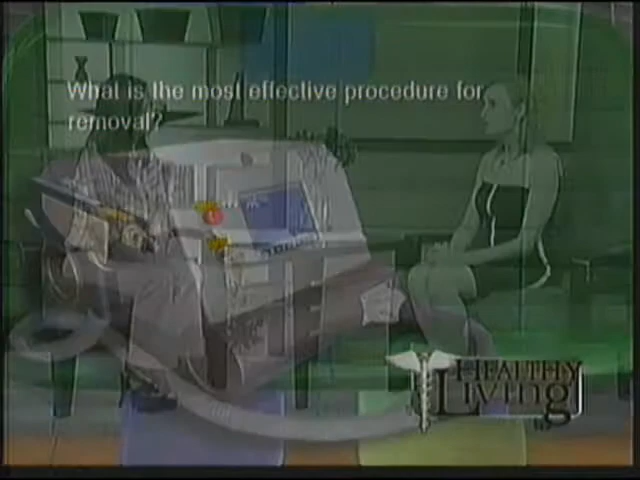 What is the most effective procedure for
removal?
HEALTHY
Living